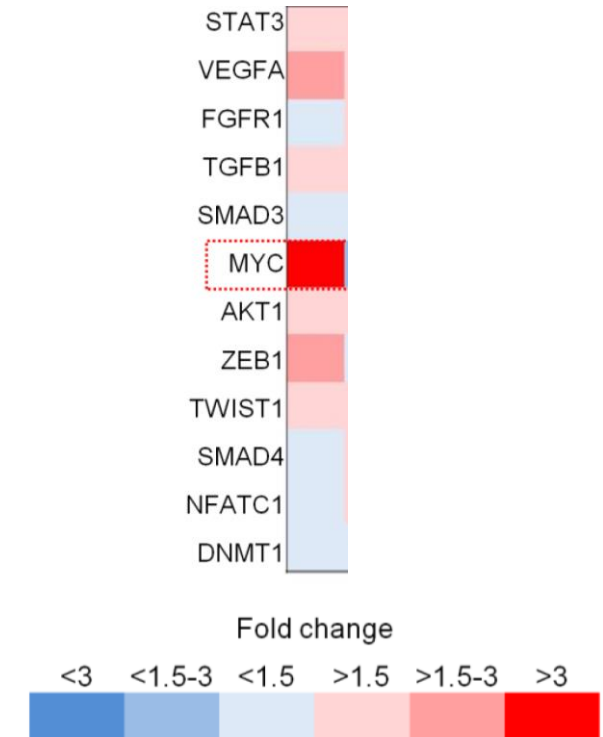 STAT3
VEGFA
FGFR1
TGFB1
SMAD3
MYC
AKT1
ZEB1
TWIST1
SMAD4
NFATC1
DNMT1
Fold change
<3 <1.5-3 <1.5 >1.5 >1.5-3 >3